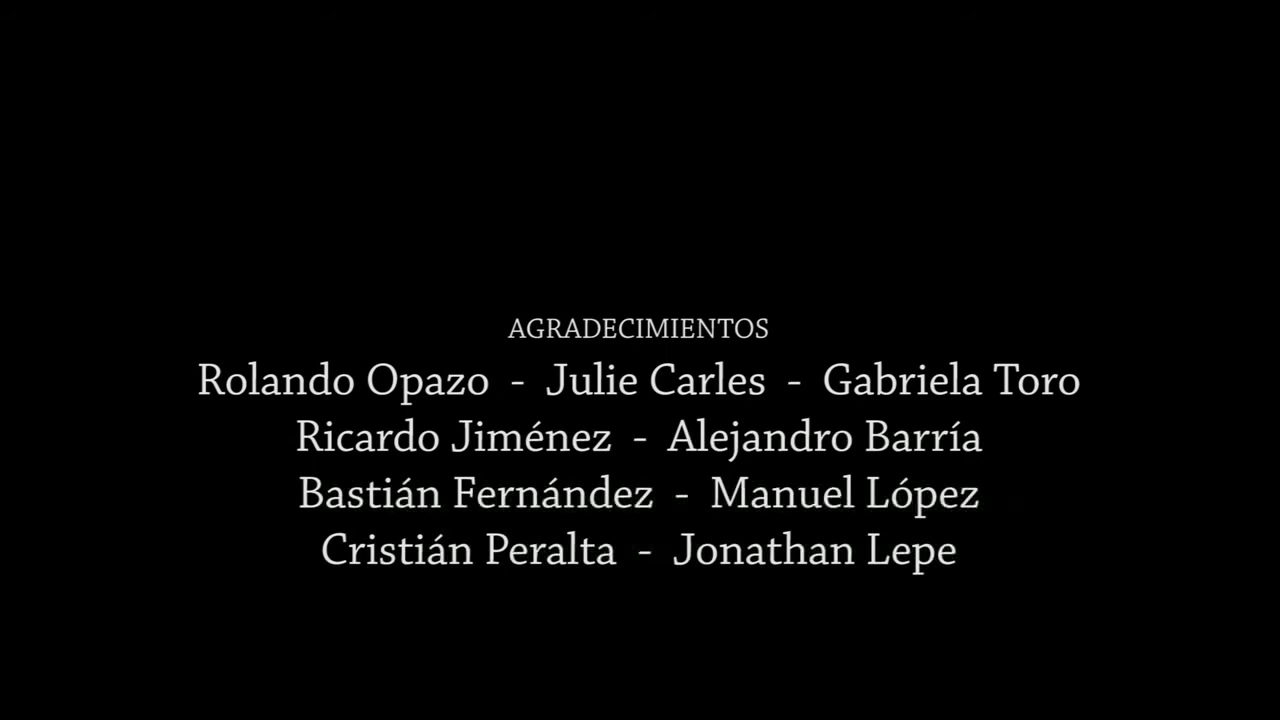 AGRADECIMIENTOS
Rolando Opazo - Julie Carles - Gabriela Toro
Ricardo Jiménez - Alejandro Barría
Bastián Fernández - Manuel López
Cristián Peralta - Jonathan Lepe